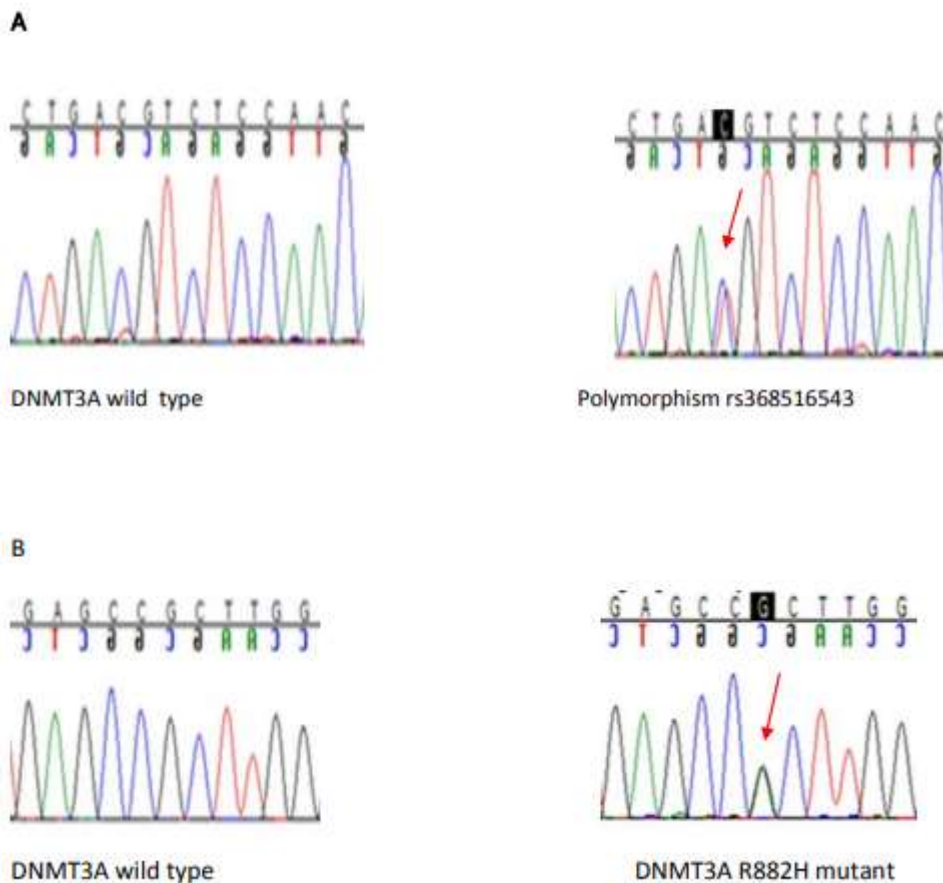 A
C T G A C G T C T C C A A C
C T G A C G T C T C C A A C
DNMT3A wild type
Polymorphism rs368516543
B
G A G C C G C T T G G
G A G C C G C T T G G
DNMT3A wild type
DNMT3A R882H mutant